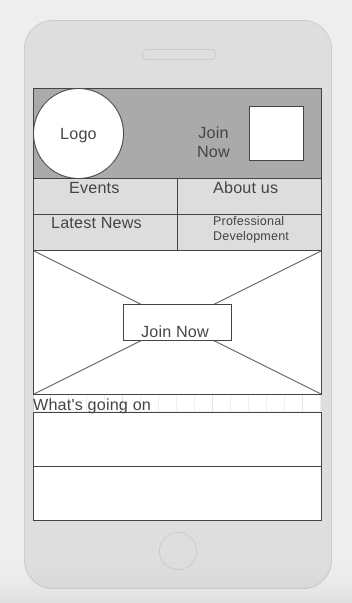 Logo
Join
Now
Events
About us
Latest News
Professional
Development
Join Now
What's going on